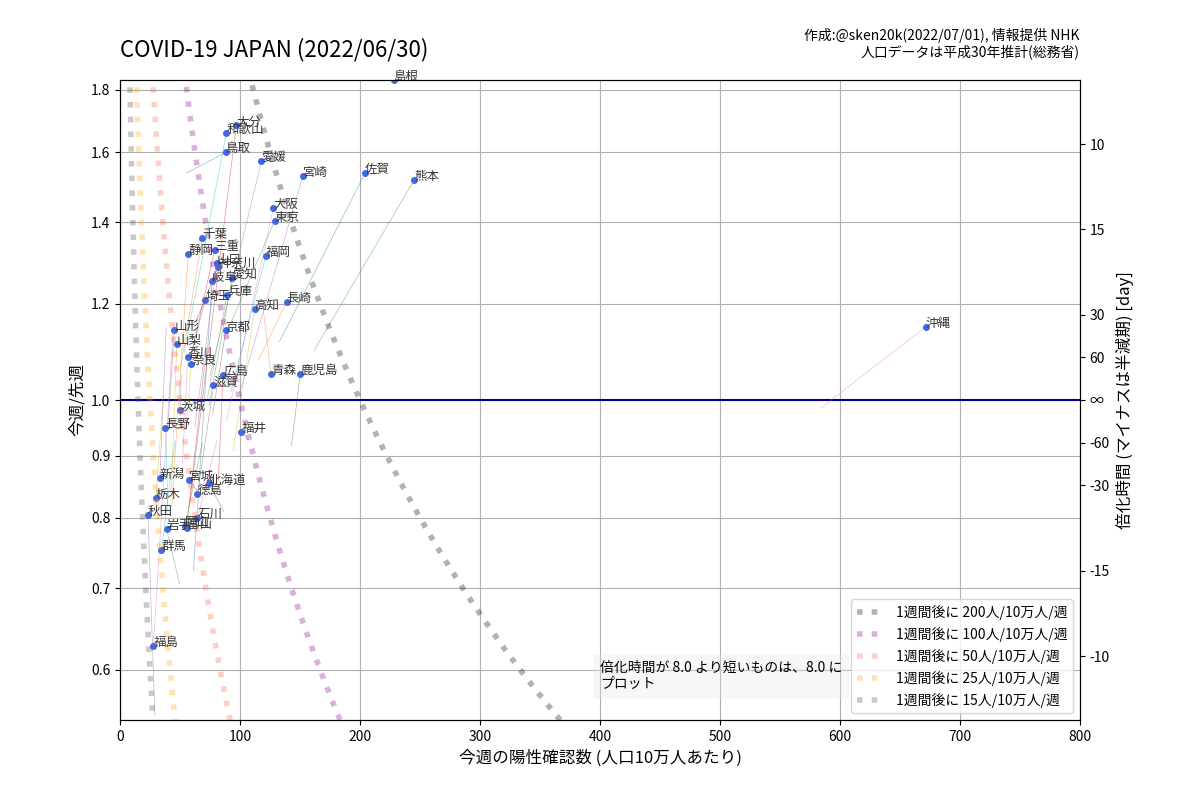 COVID-19 JAPAN (2022/06/30)
作成:@sken20k(2022/07/01), 情報提供 NHK
人口データは平成30年推計(総務省)
島根
大分
和歌山
鳥取
愛媛
宮崎
佐賀
熊本
大阪
東京
千葉
静岡
三重
福岡
神奈川
愛知
岐阜
兵庫
埼玉
長崎
高知
沖縄
山形
京都
山梨
香川
奈良
広島
滋賀
青森
鹿児島
茨城
長野
福井
新潟
宮城
北海道
徳島
栃木
秋田
石川
岩手
群馬
福島
1.8
1.6
1.4
1.2
1.0
0.9
0.8
0.7
0.6
今週/先週
10
15
30
60
∞
-60
-30
-15
-10
倍化時間 (マイナスは半減期) [day]
倍化時間が 8.0 より短いものは、8.0 に
プロット
1週間後に 200人/10万人/週
1週間後に 100人/10万人/週
1週間後に 50人/10万人/週
1週間後に 25人/10万人/週
1週間後に 15人/10万人/週
0 100 200 300 400 500 600 700 800
今週の陽性確認数 (人口10万人あたり)